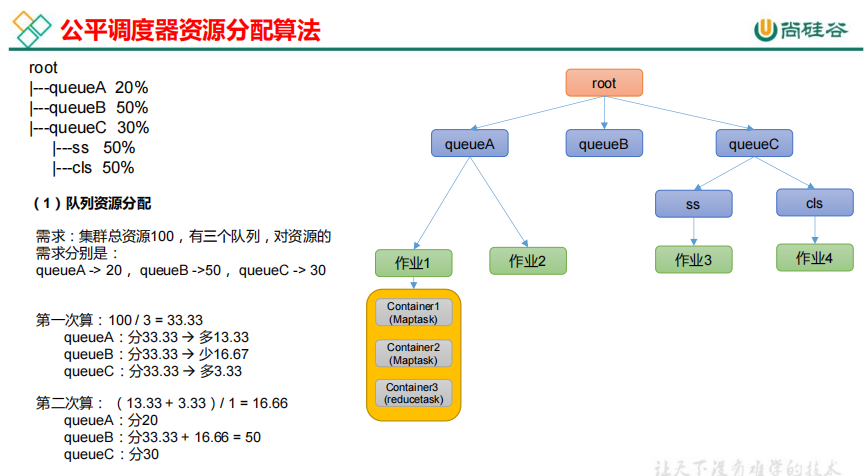 公平调度器资源分配算法
尚硅谷
root
|---queueA 20%
|---queueB 50%
|---queueC 30%
|---ss 50%
|---cls 50%
（1）队列资源分配
需求：集群总资源100，有三个队列，对资源的
需求分别是：
queueA -> 20， queueB ->50， queueC -> 30
第一次算：100 / 3 = 33.33
queueA：分33.33 → 多13.33
queueB：分33.33 → 少16.67
queueC：分33.33 → 多3.33
第二次算： （13.33 + 3.33）/ 1 = 16.66
queueA：分20
queueB：分33.33 + 16.66 = 50
queueC：分30
root
queueA
queueB
queueC
ss
cls
作业1
作业2
作业3
作业4
Container1
(Maptask)
Container2
(Maptask)
Container3
(reducetask)
让天下没有难学的技术